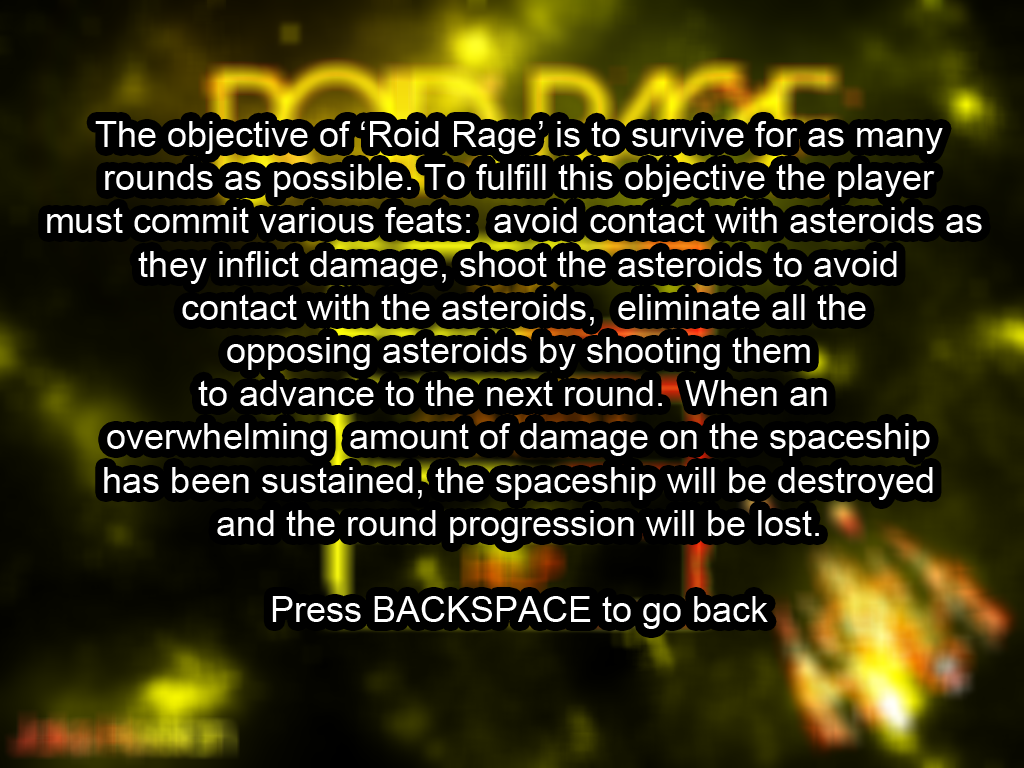 ROID RAGE
The objective of ‘Roid Rage’ is to survive for as many
rounds as possible. To fulfill this objective the player
must commit various feats:  avoid contact with asteroids as
they inflict damage, shoot the asteroids to avoid
contact with the asteroids,  eliminate all the
opposing asteroids by shooting them
to advance to the next round.  When an
overwhelming  amount of damage on the spaceship
has been sustained, the spaceship will be destroyed
and the round progression will be lost.
Press BACKSPACE to go back